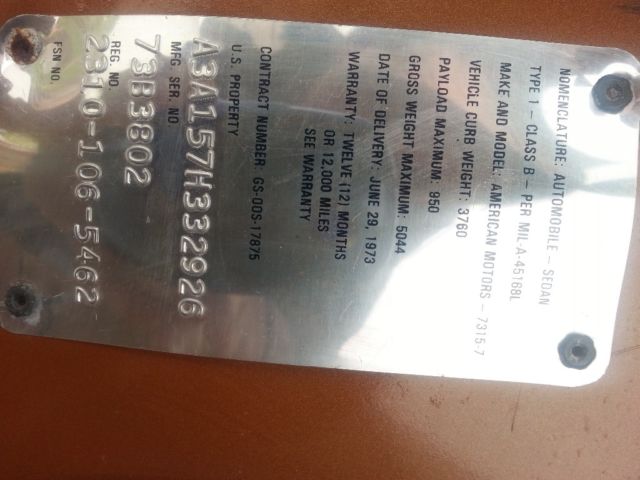 NOMENCLATURE: AUTOMOBILE - SEDAN
TYPE 1 - CLASS B - PER MIL-A-45168L
MAKE AND MODEL: AMERICAN MOTORS - 7315-7
VEHICLE CURB WEIGHT: 3760
PAYLOAD MAXIMUM: 950
GROSS WEIGHT MAXIMUM: 5044
DATE OF DELIVERY: JUNE 29, 1973
WARRANTY: TWELVE (12) MONTHS
OR 12,000 MILES
SEE WARRANTY
CONTRACT NUMBER: GS-OOS-17875
U.S. PROPERTY
A3A157H332926
MFG. SER. NO.
73B3802
REG. NO.
2310-106-5462
FSN NO.